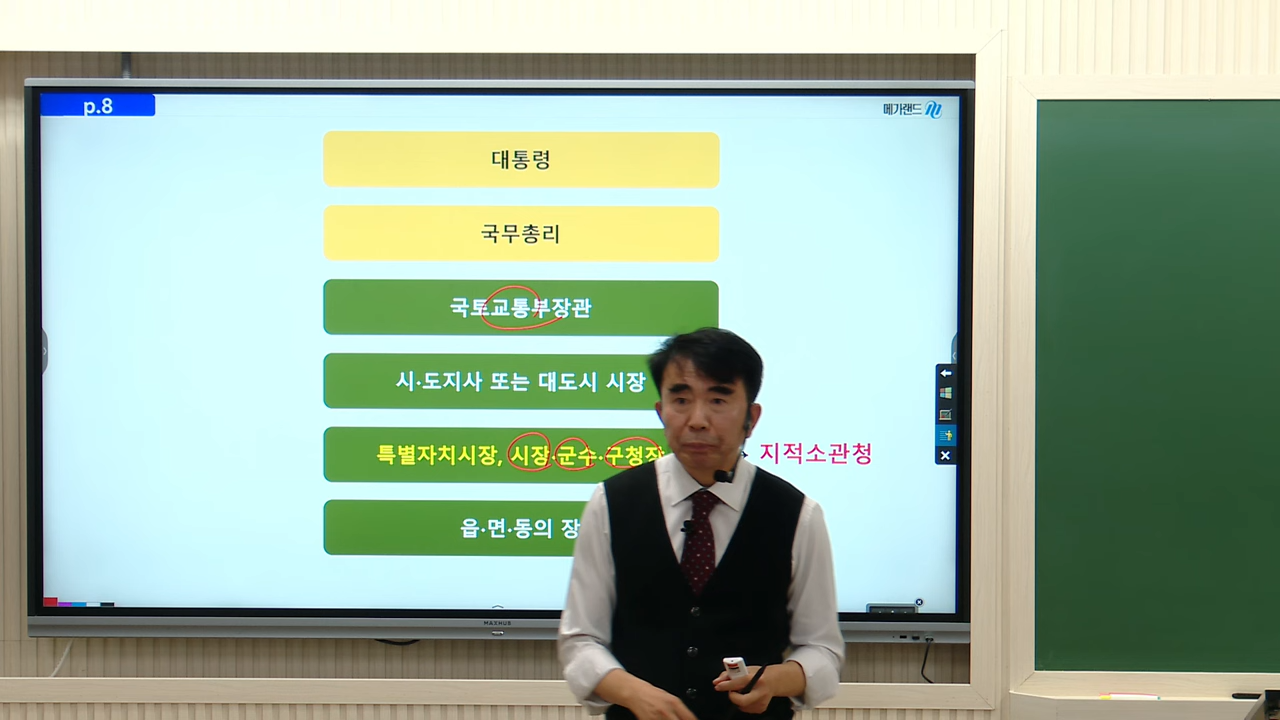 p.8
메가랜드
대통령
국무총리
국토교통부장관
시·도지사 또는 대도시 시장
특별자치시장, 시장·군수·구청장
지적소관청
읍·면·동의 장
MAXHUB